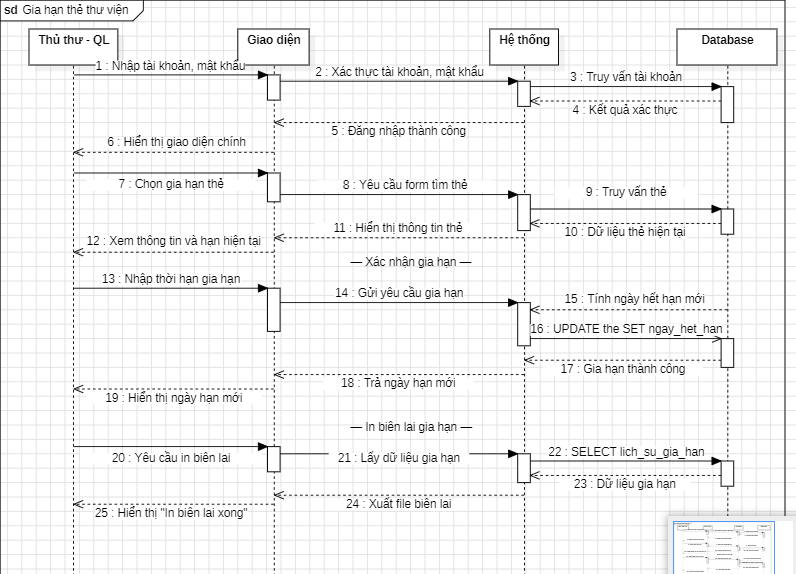 sd Gia hạn thẻ thư viện
Thủ thư - QL
Giao diện
Hệ thống
Database
1 : Nhập tài khoản, mật khẩu
2 : Xác thực tài khoản, mật khẩu
3 : Truy vấn tài khoản
4 : Kết quả xác thực
5 : Đăng nhập thành công
6 : Hiển thị giao diện chính
7 : Chọn gia hạn thẻ
8 : Yêu cầu form tìm thẻ
9 : Truy vấn thẻ
10 : Dữ liệu thẻ hiện tại
11 : Hiển thị thông tin thẻ
12 : Xem thông tin và hạn hiện tại
— Xác nhận gia hạn —
13 : Nhập thời hạn gia hạn
14 : Gửi yêu cầu gia hạn
15 : Tính ngày hết hạn mới
16 : UPDATE the SET ngay_het_han
17 : Gia hạn thành công
18 : Trả ngày hạn mới
19 : Hiển thị ngày hạn mới
— In biên lai gia hạn —
20 : Yêu cầu in biên lai
21 : Lấy dữ liệu gia hạn
22 : SELECT lich_su_gia_han
23 : Dữ liệu gia hạn
24 : Xuất file biên lai
25 : Hiển thị "In biên lai xong"